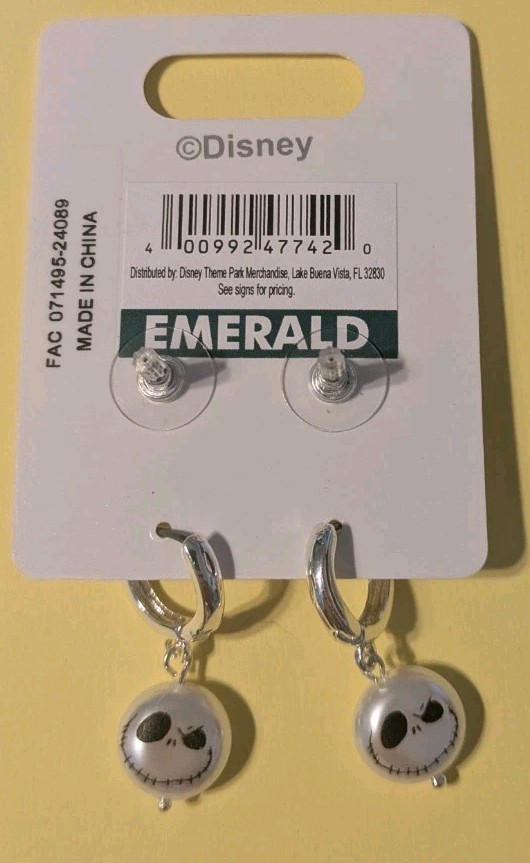 ©Disney
4 00992 47742 0
Distributed by: Disney Theme Park Merchandise, Lake Buena Vista, FL 32830
See signs for pricing.
EMERALD
FAC 071495-24089
MADE IN CHINA